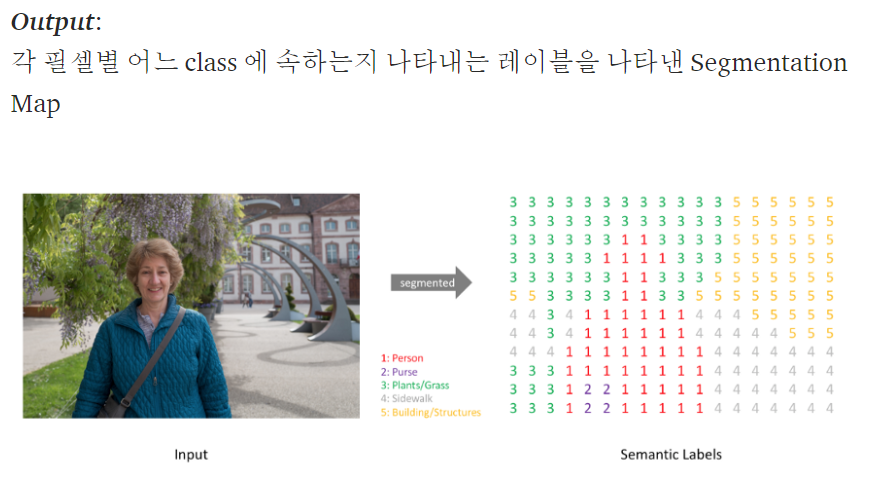 Output:
각 필셀별 어느 class 에 속하는지 나타내는 레이블을 나타낸 Segmentation
Map
segmented
1: Person
2: Purse
3: Plants/Grass
4: Sidewalk
5: Building/Structures
3 3 3 3 3 3 3 3 3 3 3 3 5 5 5 5 5 5
3 3 3 3 3 3 3 3 3 3 3 3 5 5 5 5 5 5
3 3 3 3 3 3 1 1 3 3 3 3 5 5 5 5 5 5
3 3 3 3 3 1 1 1 1 3 3 3 5 5 5 5 5 5
3 3 3 3 3 3 1 1 3 3 3 5 5 5 5 5 5 5
5 5 3 3 3 3 1 1 3 3 5 5 5 5 5 5 5 5
4 4 3 4 1 1 1 1 1 1 4 4 4 5 5 5 5 5
4 4 3 4 1 1 1 1 1 1 4 4 4 4 4 5 5 5
4 4 4 1 1 1 1 1 1 1 1 4 4 4 4 4 4 4
3 3 3 1 1 1 1 1 1 1 1 4 4 4 4 4 4 4
3 3 3 1 2 2 1 1 1 1 1 4 4 4 4 4 4 4
3 3 3 1 2 2 1 1 1 1 1 4 4 4 4 4 4 4
Input
Semantic Labels